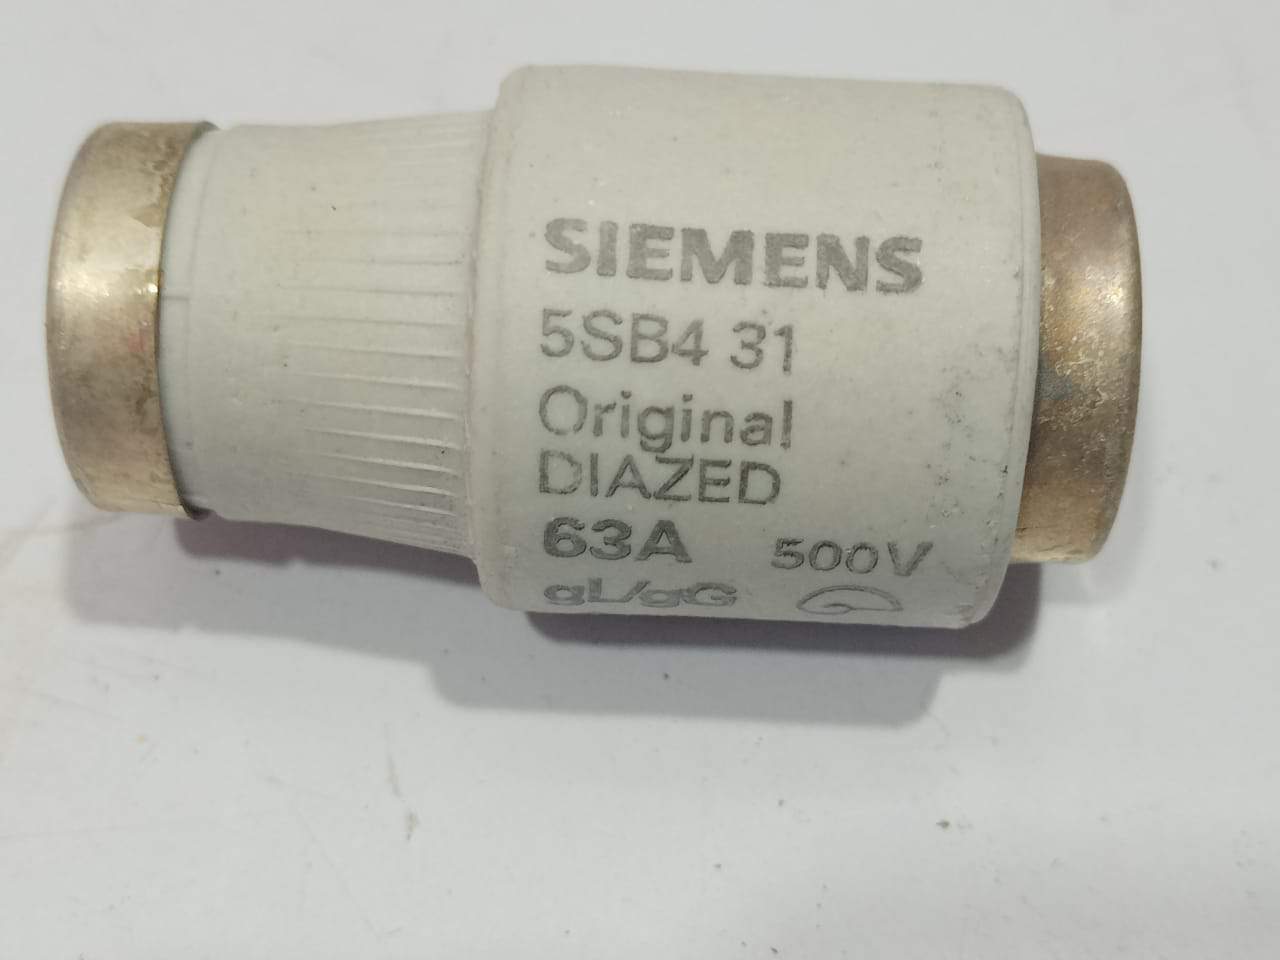 SIEMENS
5SB4 31
Original
DIAZED
63A 500V
gL/gG